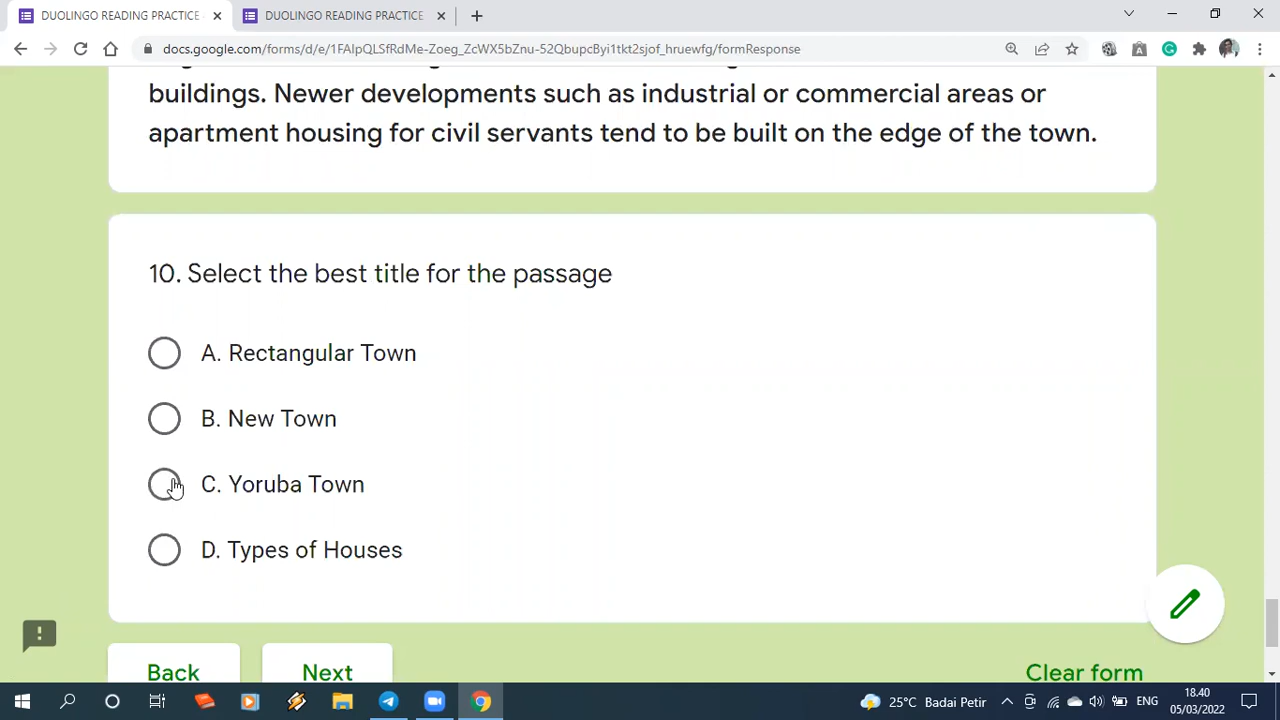 DUOLINGO READING PRACTICE
DUOLINGO READING PRACTICE
docs.google.com/forms/d/e/1FAIpQLSfRdMe-Zoeg_ZcWX5bZnu-52QbupcByi1tkt2sjof_hruewfg/formResponse
buildings. Newer developments such as industrial or commercial areas or
apartment housing for civil servants tend to be built on the edge of the town.
10. Select the best title for the passage
A. Rectangular Town
B. New Town
C. Yoruba Town
D. Types of Houses
Back
Next
Clear form
25°C Badai Petir
ENG
18.40
05/03/2022